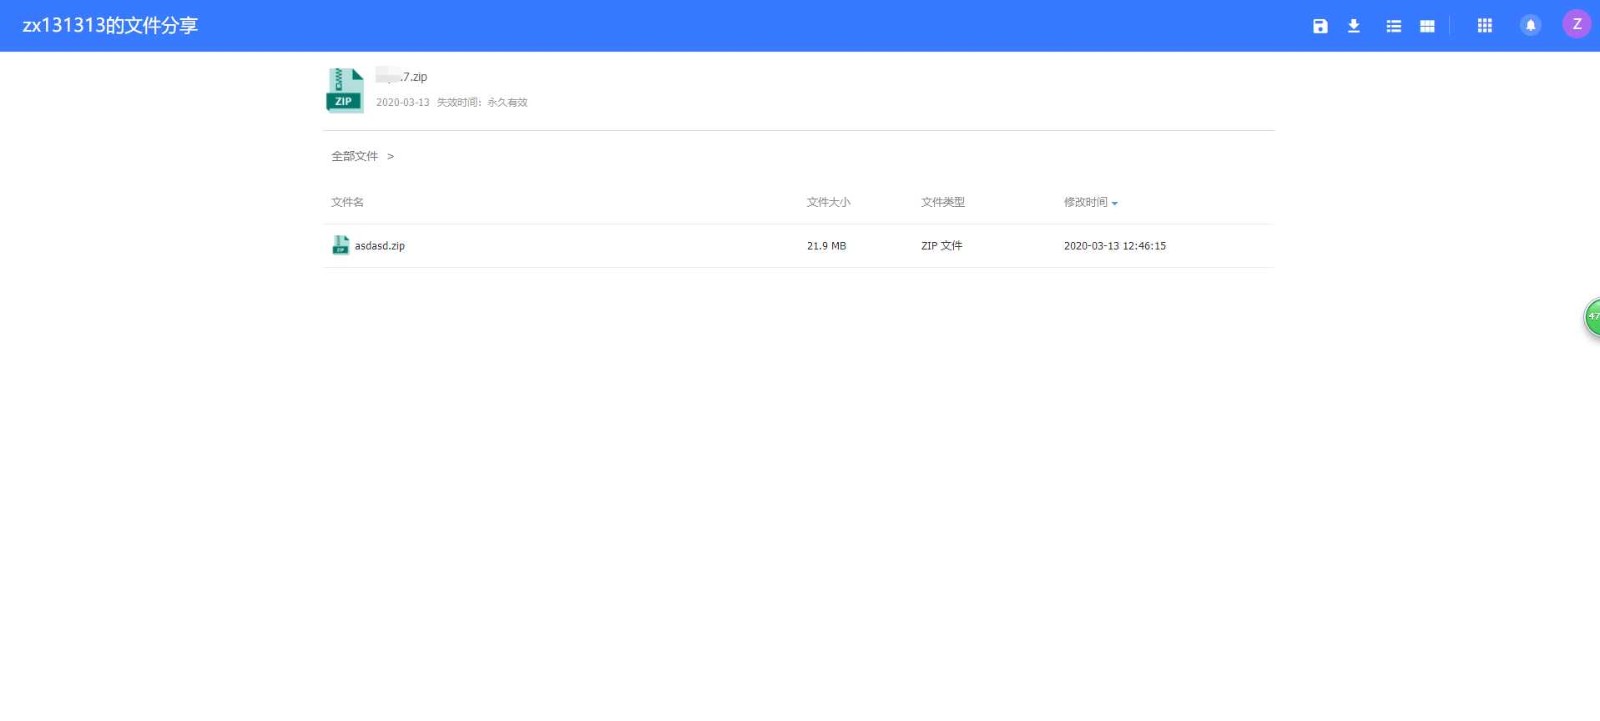 zx131313的文件分享
Z
.7.zip
ZIP
2020-03-13 失效时间：永久有效
全部文件 >
文件名 文件大小 文件类型 修改时间
ZIP asdasd.zip 21.9 MB ZIP 文件 2020-03-13 12:46:15
47